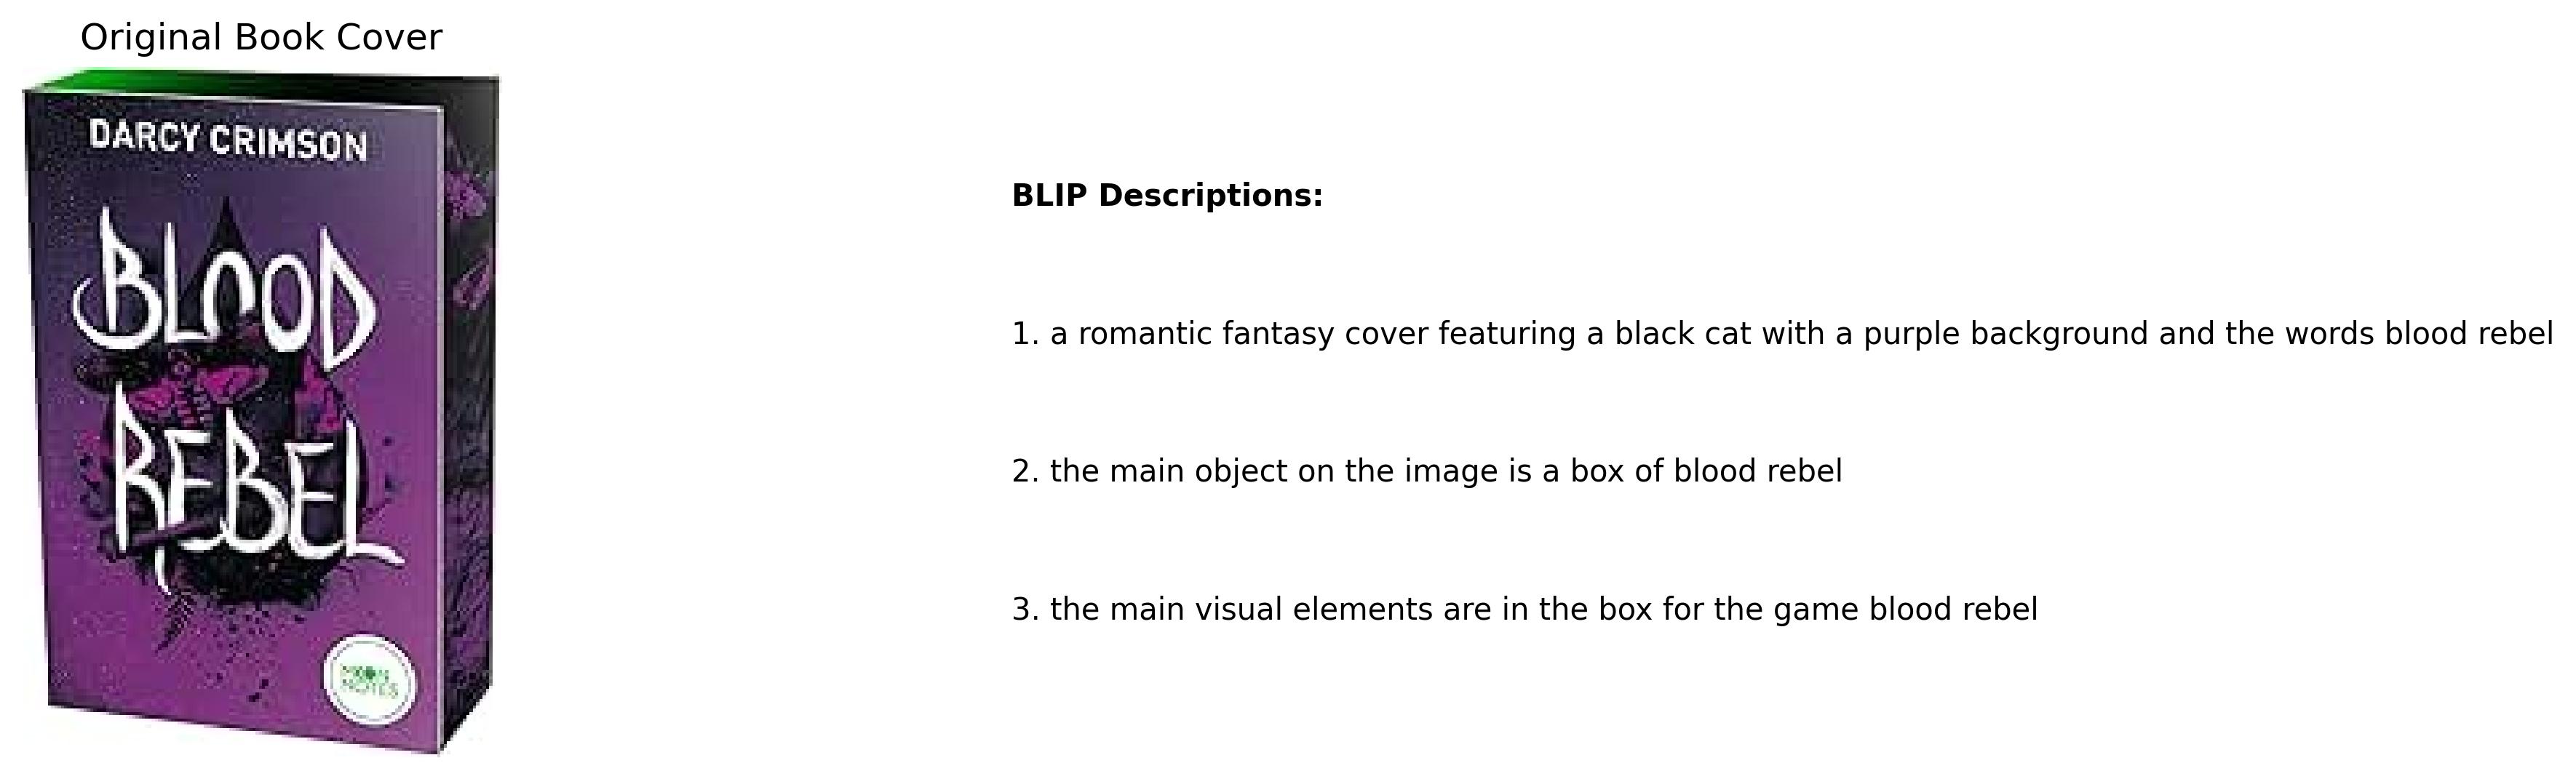 Original Book Cover
DARCY CRIMSON
BLOOD
REBEL
NOTES
BLIP Descriptions:
1. a romantic fantasy cover featuring a black cat with a purple background and the words blood rebel
2. the main object on the image is a box of blood rebel
3. the main visual elements are in the box for the game blood rebel